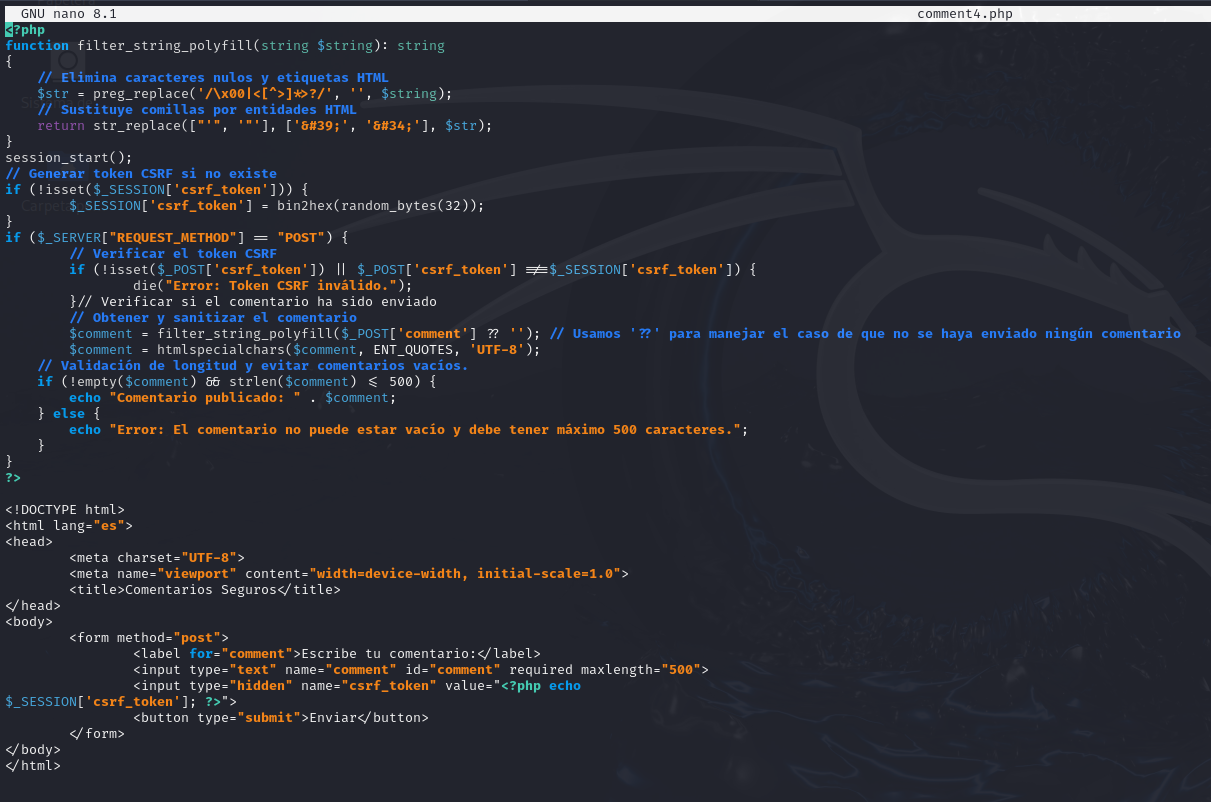 GNU nano 8.1 comment4.php
<?php
function filter_string_polyfill(string $string): string
{
    // Elimina caracteres nulos y etiquetas HTML
    $str = preg_replace('/\x00|<[^>]*>?/', '', $string);
    // Sustituye comillas por entidades HTML
    return str_replace(["'", '"'], ['&#39;', '&#34;'], $str);
}
session_start();
// Generar token CSRF si no existe
if (!isset($_SESSION['csrf_token'])) {
        $_SESSION['csrf_token'] = bin2hex(random_bytes(32));
}
if ($_SERVER["REQUEST_METHOD"] == "POST") {
        // Verificar el token CSRF
        if (!isset($_POST['csrf_token']) || $_POST['csrf_token'] !==$_SESSION['csrf_token']) {
                die("Error: Token CSRF inválido.");
        }// Verificar si el comentario ha sido enviado
        // Obtener y sanitizar el comentario
        $comment = filter_string_polyfill($_POST['comment'] ?? ''); // Usamos '??' para manejar el caso de que no se haya enviado ningún comentario
        $comment = htmlspecialchars($comment, ENT_QUOTES, 'UTF-8');
    // Validación de longitud y evitar comentarios vacíos.
    if (!empty($comment) && strlen($comment) <= 500) {
        echo "Comentario publicado: " . $comment;
    } else {
        echo "Error: El comentario no puede estar vacío y debe tener máximo 500 caracteres.";
    }
}
?>

<!DOCTYPE html>
<html lang="es">
<head>
        <meta charset="UTF-8">
        <meta name="viewport" content="width=device-width, initial-scale=1.0">
        <title>Comentarios Seguros</title>
</head>
<body>
        <form method="post">
                <label for="comment">Escribe tu comentario:</label>
                <input type="text" name="comment" id="comment" required maxlength="500">
                <input type="hidden" name="csrf_token" value="<?php echo
$_SESSION['csrf_token']; ?>">
                <button type="submit">Enviar</button>
        </form>
</body>
</html>